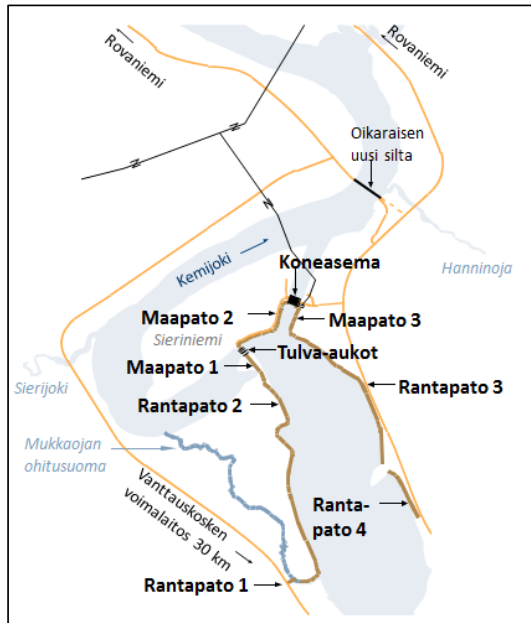 Rovaniemi
Rovaniemi
Oikaraisen
uusi silta
Kemijoki
Koneasema
Hanninoja
Maapato 2
Maapato 3
Sieriniemi
Tulva-aukot
Sierijoki
Maapato 1
Rantapato 3
Rantapato 2
Mukkaojan
ohitusuoma
Vanttauskosken
voimalaitos 30 km
Ranta-
pato 4
Rantapato 1